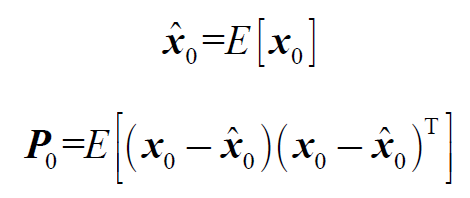 x̂₀=E[x₀]
P₀=E[(x₀ − x̂₀)(x₀ − x̂₀)ᵀ]